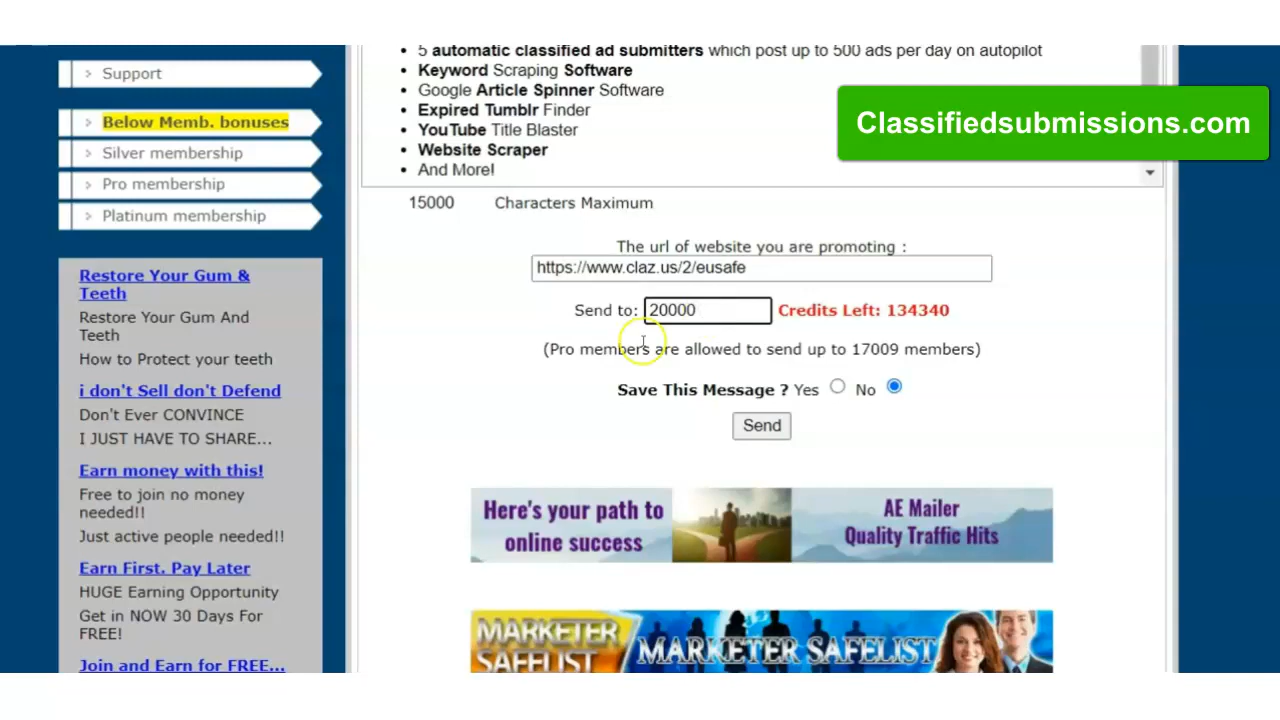 Support
Below Memb. bonuses
Silver membership
Pro membership
Platinum membership
Restore Your Gum &
Teeth
Restore Your Gum And
Teeth
How to Protect your teeth
i don't Sell don't Defend
Don't Ever CONVINCE
I JUST HAVE TO SHARE...
Earn money with this!
Free to join no money
needed!!
Just active people needed!!
Earn First. Pay Later
HUGE Earning Opportunity
Get in NOW 30 Days For
FREE!
Join and Earn for FREE...
5 automatic classified ad submitters which post up to 500 ads per day on autopilot
Keyword Scraping Software
Google Article Spinner Software
Expired Tumblr Finder
YouTube Title Blaster
Website Scraper
And More!
Classifiedsubmissions.com
15000 Characters Maximum
The url of website you are promoting :
https://www.claz.us/2/eusafe
Send to: 20000 Credits Left: 134340
(Pro members are allowed to send up to 17009 members)
Save This Message ? Yes No
Send
Here's your path to
online success
AE Mailer
Quality Traffic Hits
MARKETER
SAFELIST
MARKETER SAFELIST